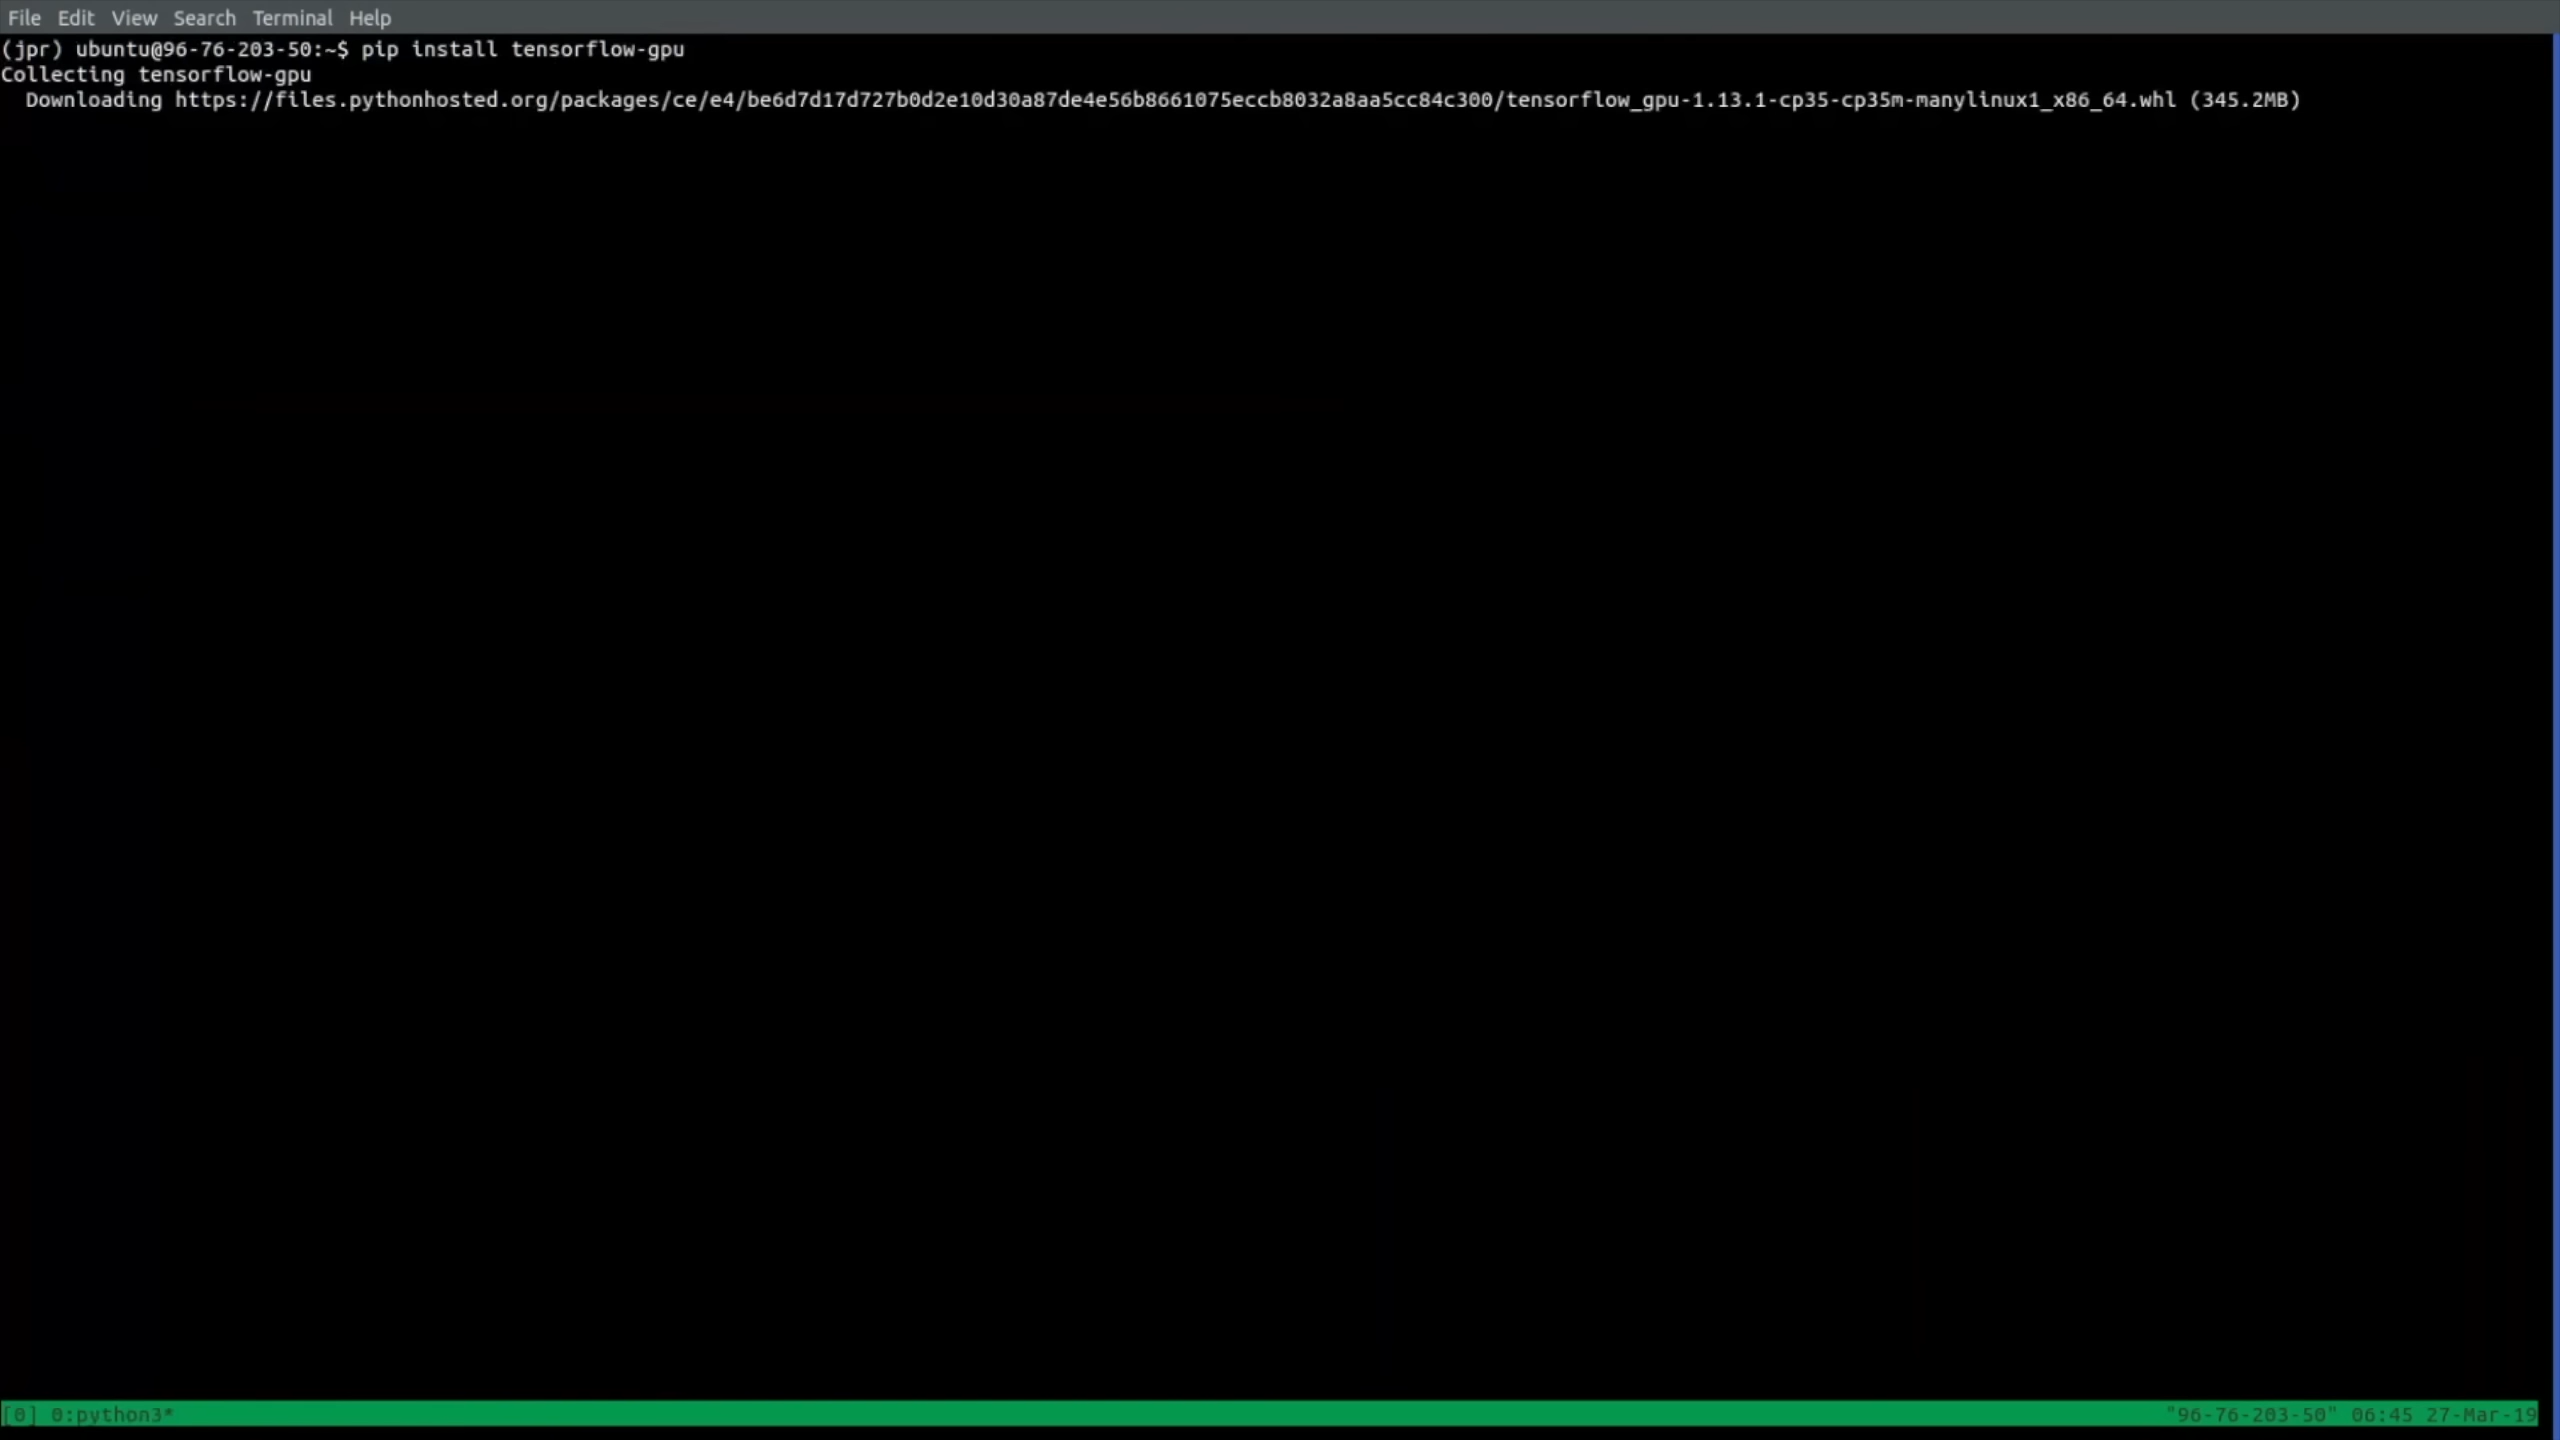 File Edit View Search Terminal Help
(jpr) ubuntu@96-76-203-50:~$ pip install tensorflow-gpu
Collecting tensorflow-gpu
  Downloading https://files.pythonhosted.org/packages/ce/e4/be6d7d17d727b0d2e10d30a87de4e56b8661075eccb8032a8aa5cc84c300/tensorflow_gpu-1.13.1-cp35-cp35m-manylinux1_x86_64.whl (345.2MB)
[0] 0:python3* "96-76-203-50" 06:45 27-Mar-19